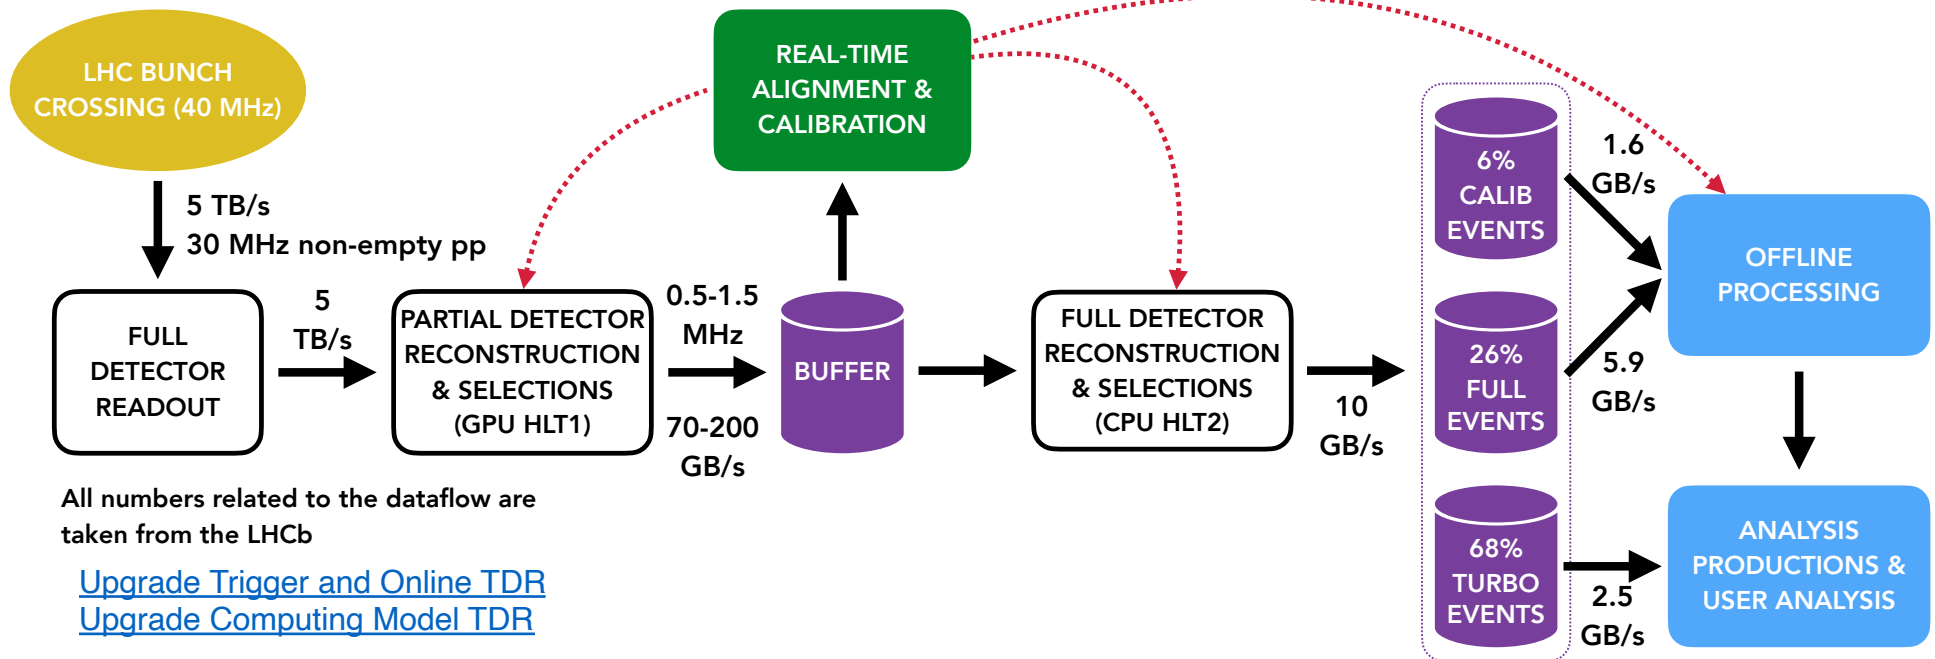 LHC BUNCH
CROSSING (40 MHz)
5 TB/s
30 MHz non-empty pp
FULL
DETECTOR
READOUT
5
TB/s
PARTIAL DETECTOR
RECONSTRUCTION
& SELECTIONS
(GPU HLT1)
0.5-1.5
MHz
70-200
GB/s
REAL-TIME
ALIGNMENT &
CALIBRATION
BUFFER
FULL DETECTOR
RECONSTRUCTION
& SELECTIONS
(CPU HLT2)
10
GB/s
6%
CALIB
EVENTS
26%
FULL
EVENTS
68%
TURBO
EVENTS
1.6
GB/s
5.9
GB/s
2.5
GB/s
OFFLINE
PROCESSING
ANALYSIS
PRODUCTIONS &
USER ANALYSIS
All numbers related to the dataflow are
taken from the LHCb
Upgrade Trigger and Online TDR
Upgrade Computing Model TDR